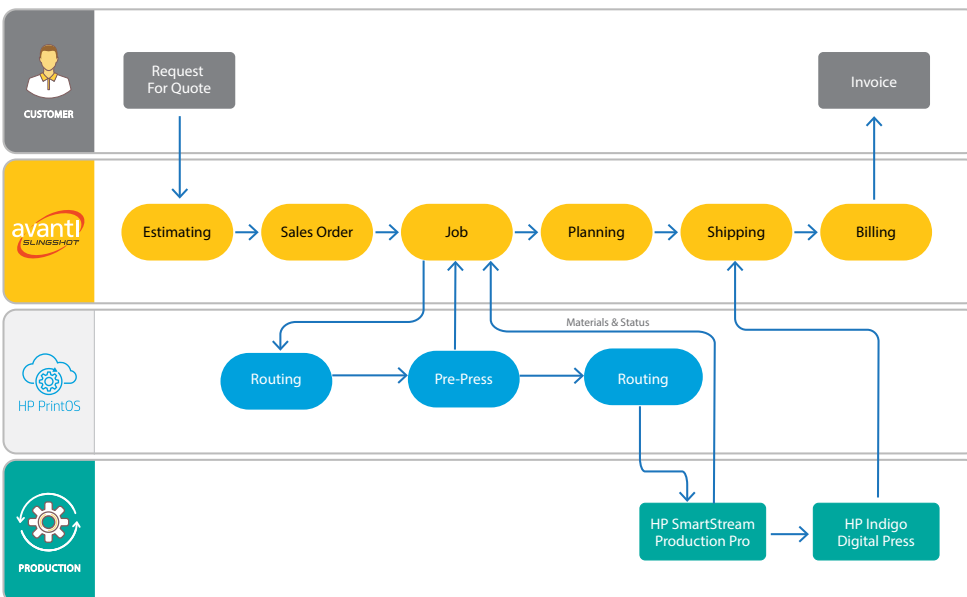 Request
For Quote
Invoice
CUSTOMER
avanti
SLINGSHOT
Estimating
Sales Order
Job
Planning
Shipping
Billing
Materials & Status
HP PrintOS
Routing
Pre-Press
Routing
HP SmartStream
Production Pro
HP Indigo
Digital Press
PRODUCTION